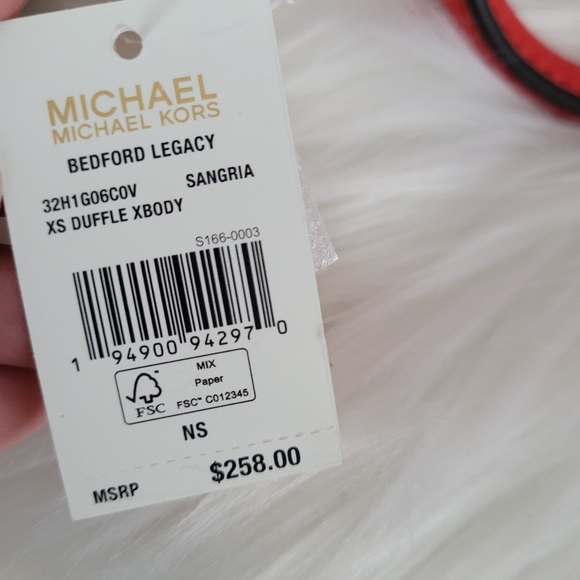 MICHAEL
MICHAEL KORS
BEDFORD LEGACY
32H1G06C0V SANGRIA
XS DUFFLE XBODY
S166-0003
1 94900 94297 0
FSC
MIX
Paper
FSC™ C012345
NS
MSRP $258.00